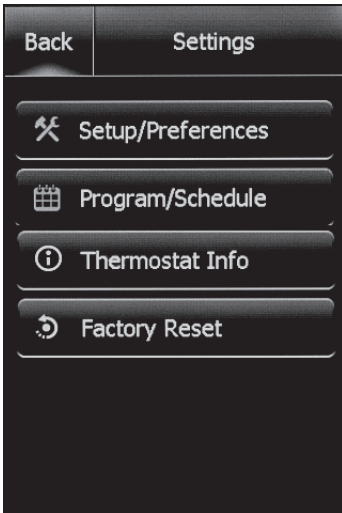 Back
Settings
Setup/Preferences
Program/Schedule
Thermostat Info
Factory Reset